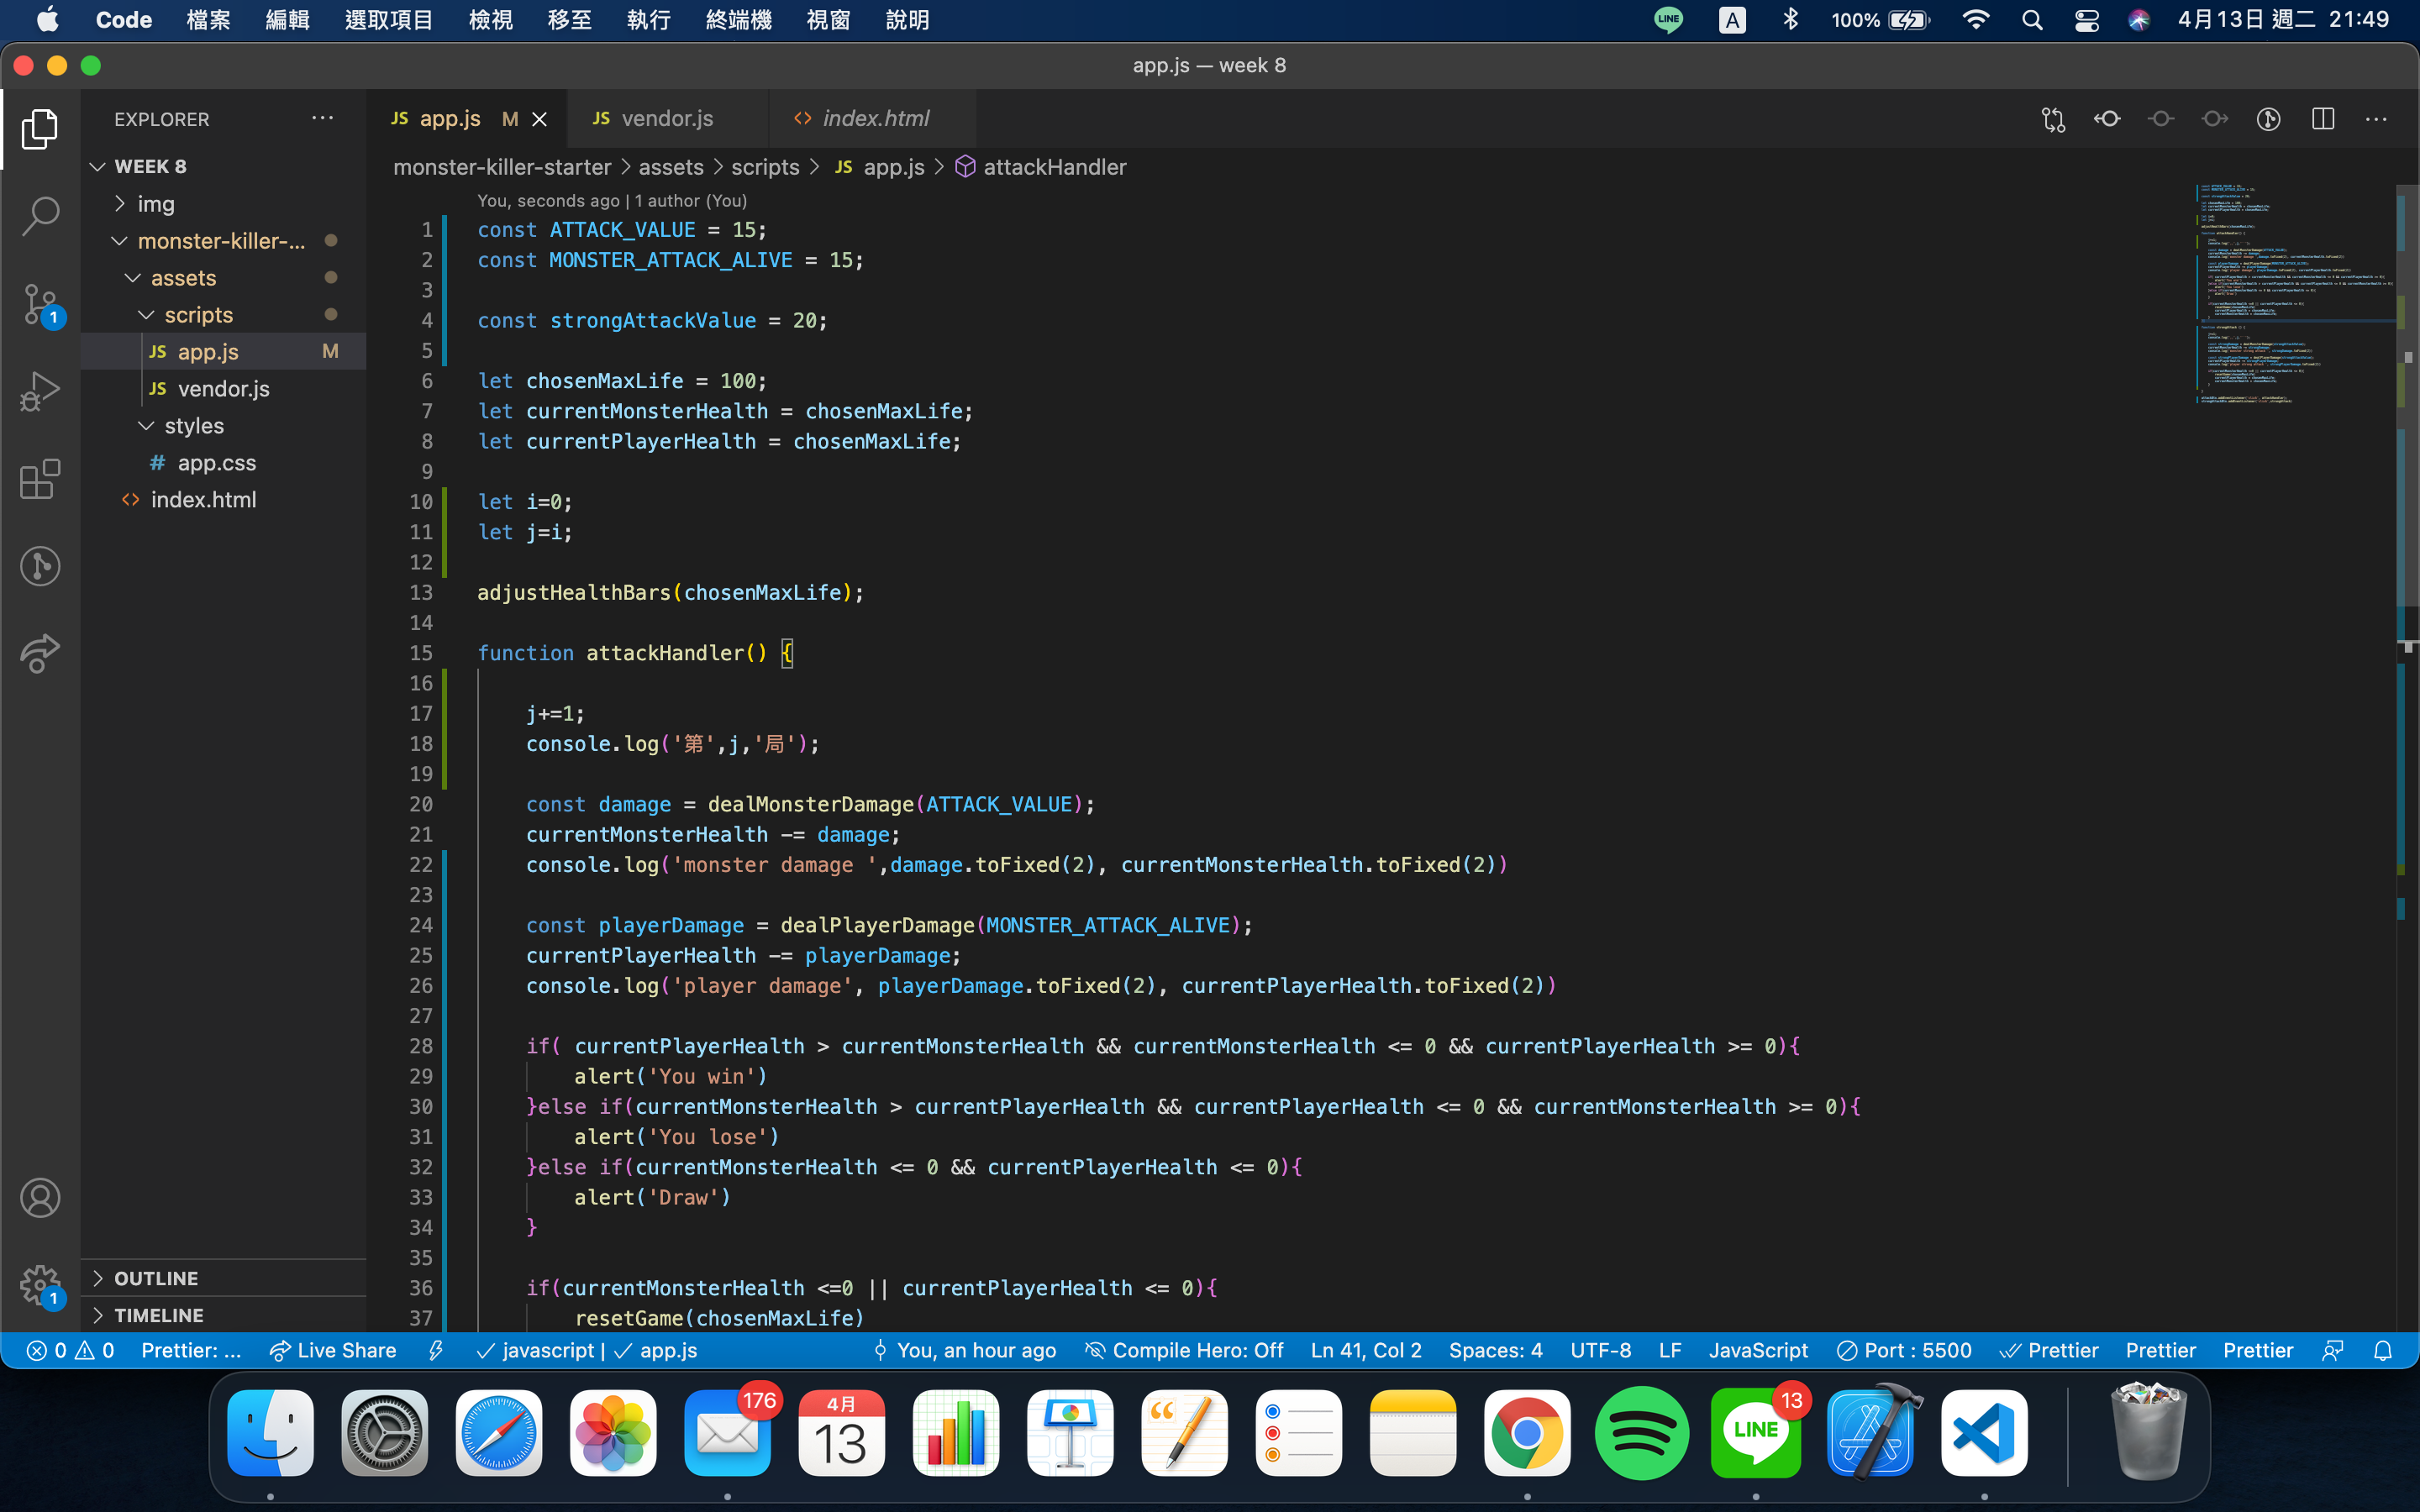 Code 檔案 編輯 選取項目 檢視 移至 執行 終端機 視窗 說明 LINE A 100% 4月13日 週二 21:49
app.js — week 8
EXPLORER ···
WEEK 8
img
monster-killer-...
assets
scripts
JS app.js M
JS vendor.js
styles
# app.css
<> index.html
OUTLINE
TIMELINE
JS app.js M JS vendor.js <> index.html
monster-killer-starter > assets > scripts > JS app.js > attackHandler
You, seconds ago | 1 author (You)
1 const ATTACK_VALUE = 15;
2 const MONSTER_ATTACK_ALIVE = 15;
3
4 const strongAttackValue = 20;
5
6 let chosenMaxLife = 100;
7 let currentMonsterHealth = chosenMaxLife;
8 let currentPlayerHealth = chosenMaxLife;
9
10 let i=0;
11 let j=i;
12
13 adjustHealthBars(chosenMaxLife);
14
15 function attackHandler() {
16
17 j+=1;
18 console.log('第',j,'局');
19
20 const damage = dealMonsterDamage(ATTACK_VALUE);
21 currentMonsterHealth -= damage;
22 console.log('monster damage ',damage.toFixed(2), currentMonsterHealth.toFixed(2))
23
24 const playerDamage = dealPlayerDamage(MONSTER_ATTACK_ALIVE);
25 currentPlayerHealth -= playerDamage;
26 console.log('player damage', playerDamage.toFixed(2), currentPlayerHealth.toFixed(2))
27
28 if( currentPlayerHealth > currentMonsterHealth && currentMonsterHealth <= 0 && currentPlayerHealth >= 0){
29 alert('You win')
30 }else if(currentMonsterHealth > currentPlayerHealth && currentPlayerHealth <= 0 && currentMonsterHealth >= 0){
31 alert('You lose')
32 }else if(currentMonsterHealth <= 0 && currentPlayerHealth <= 0){
33 alert('Draw')
34 }
35
36 if(currentMonsterHealth <=0 || currentPlayerHealth <= 0){
37 resetGame(chosenMaxLife)
1
1
0 0 Prettier: ... Live Share javascript | app.js You, an hour ago Compile Hero: Off Ln 41, Col 2 Spaces: 4 UTF-8 LF JavaScript Port : 5500 Prettier Prettier Prettier
176
4月
13
LINE
13